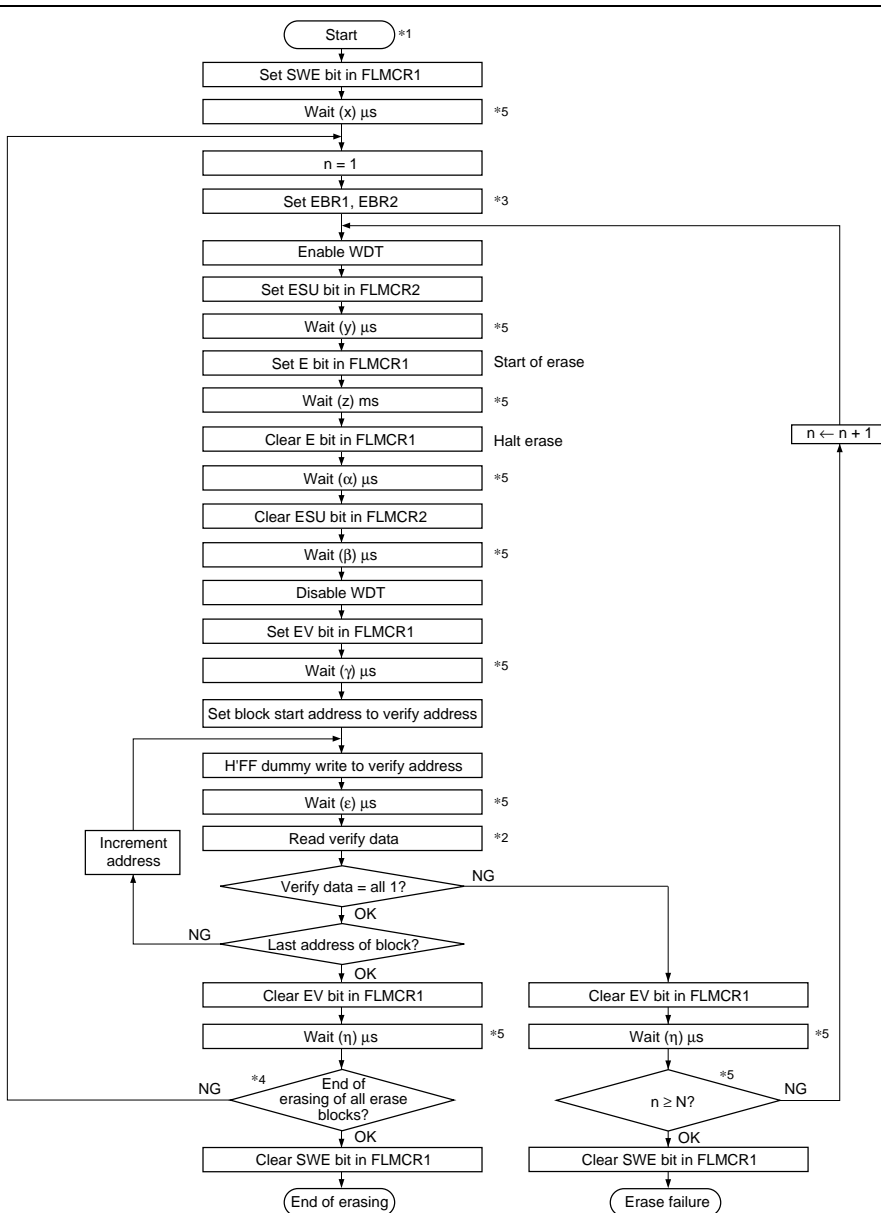 Start *1
Set SWE bit in FLMCR1
Wait (x) µs *5
n = 1
Set EBR1, EBR2 *3
Enable WDT
Set ESU bit in FLMCR2
Wait (y) µs *5
Set E bit in FLMCR1 Start of erase
Wait (z) ms *5
n ← n + 1
Clear E bit in FLMCR1 Halt erase
Wait (α) µs *5
Clear ESU bit in FLMCR2
Wait (β) µs *5
Disable WDT
Set EV bit in FLMCR1
Wait (γ) µs *5
Set block start address to verify address
H'FF dummy write to verify address
Wait (ε) µs *5
Read verify data *2
Increment
address
Verify data = all 1? NG
OK
NG Last address of block?
OK
Clear EV bit in FLMCR1 Clear EV bit in FLMCR1
Wait (η) µs *5 Wait (η) µs *5
*4 *5
NG End of
erasing of all erase
blocks?
n ≥ N? NG
OK OK
Clear SWE bit in FLMCR1 Clear SWE bit in FLMCR1
End of erasing Erase failure